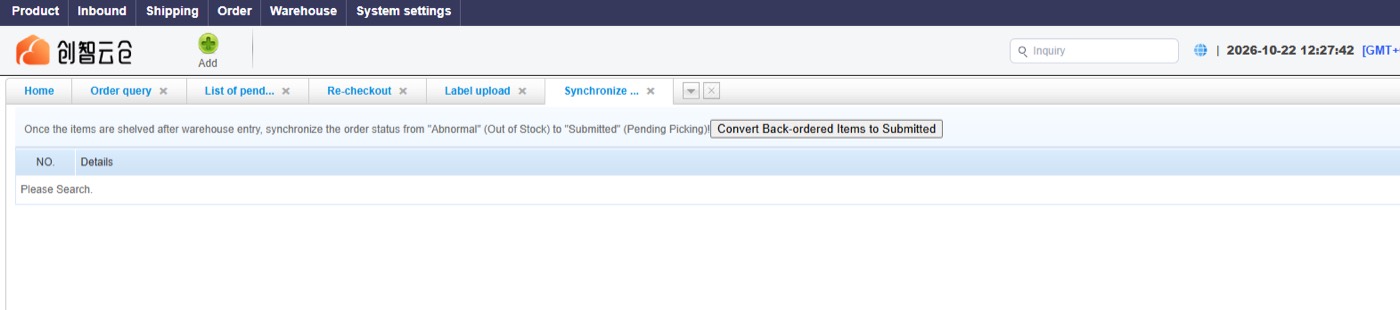 Product Inbound Shipping Order Warehouse System settings
创智云仓
Add
Inquiry
| 2026-10-22 12:27:42 [GMT+
Home Order query List of pend... Re-checkout Label upload Synchronize ...
Once the items are shelved after warehouse entry, synchronize the order status from "Abnormal" (Out of Stock) to "Submitted" (Pending Picking)! Convert Back-ordered Items to Submitted
NO. Details
Please Search.